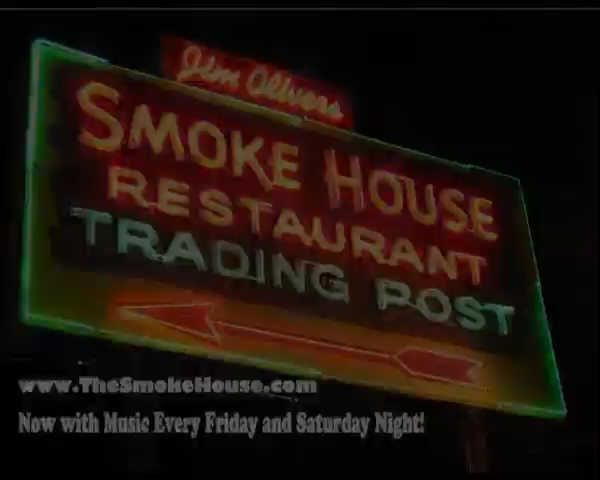 Jim Oliver's
SMOKE HOUSE
RESTAURANT
TRADING POST
www.TheSmokeHouse.com
Now with Music Every Friday and Saturday Night!